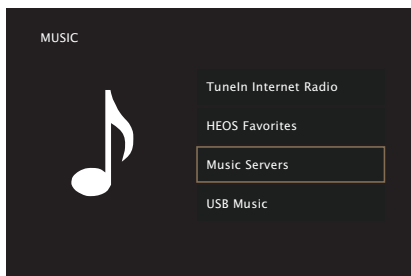 MUSIC
TuneIn Internet Radio
HEOS Favorites
Music Servers
USB Music